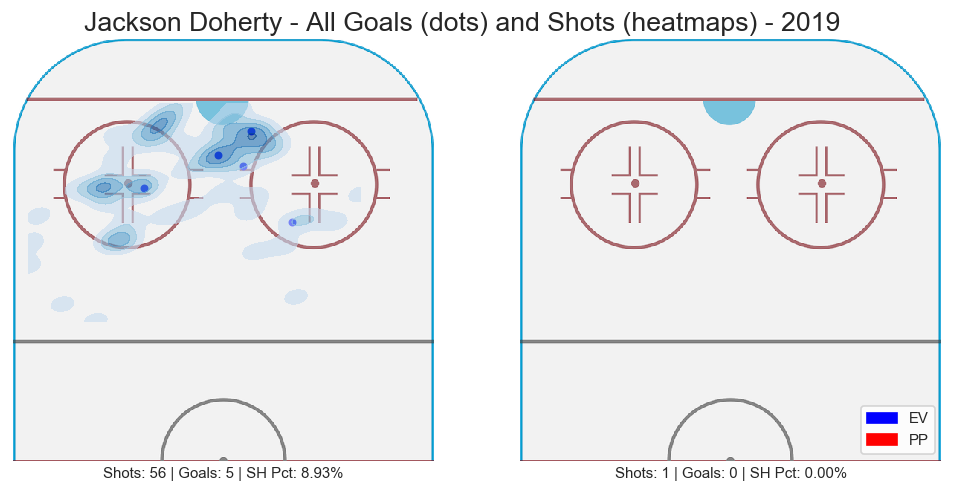 Jackson Doherty - All Goals (dots) and Shots (heatmaps) - 2019
EV
PP
Shots: 56 | Goals: 5 | SH Pct: 8.93%
Shots: 1 | Goals: 0 | SH Pct: 0.00%